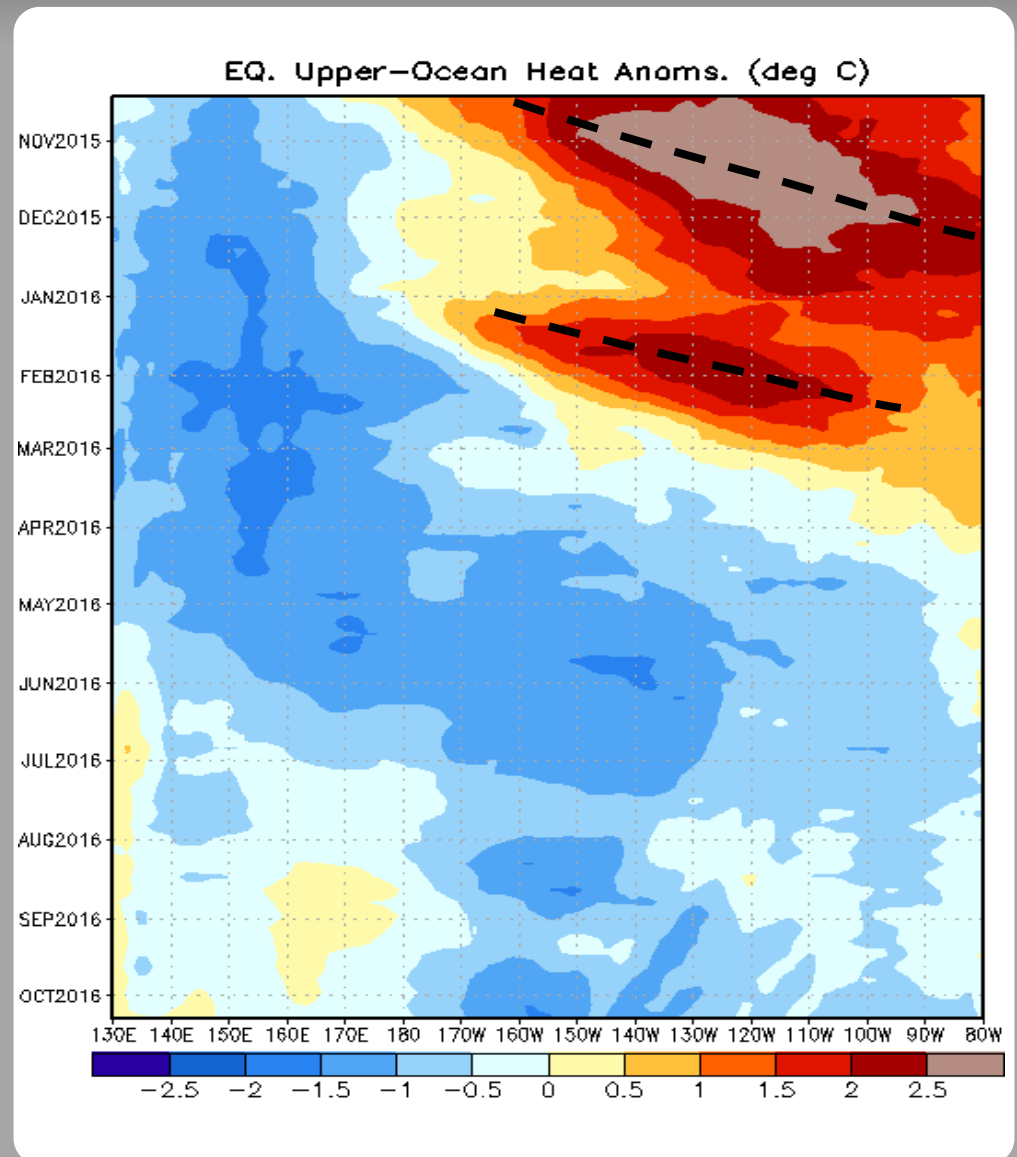 EQ. Upper-Ocean Heat Anoms. (deg C)
NOV2015
DEC2015
JAN2016
FEB2016
MAR2016
APR2016
MAY2016
JUN2016
JUL2016
AUG2016
SEP2016
OCT2016
130E 140E 150E 160E 170E 180 170W 160W 150W 140W 130W 120W 110W 100W 90W 80W
-2.5 -2 -1.5 -1 -0.5 0 0.5 1 1.5 2 2.5